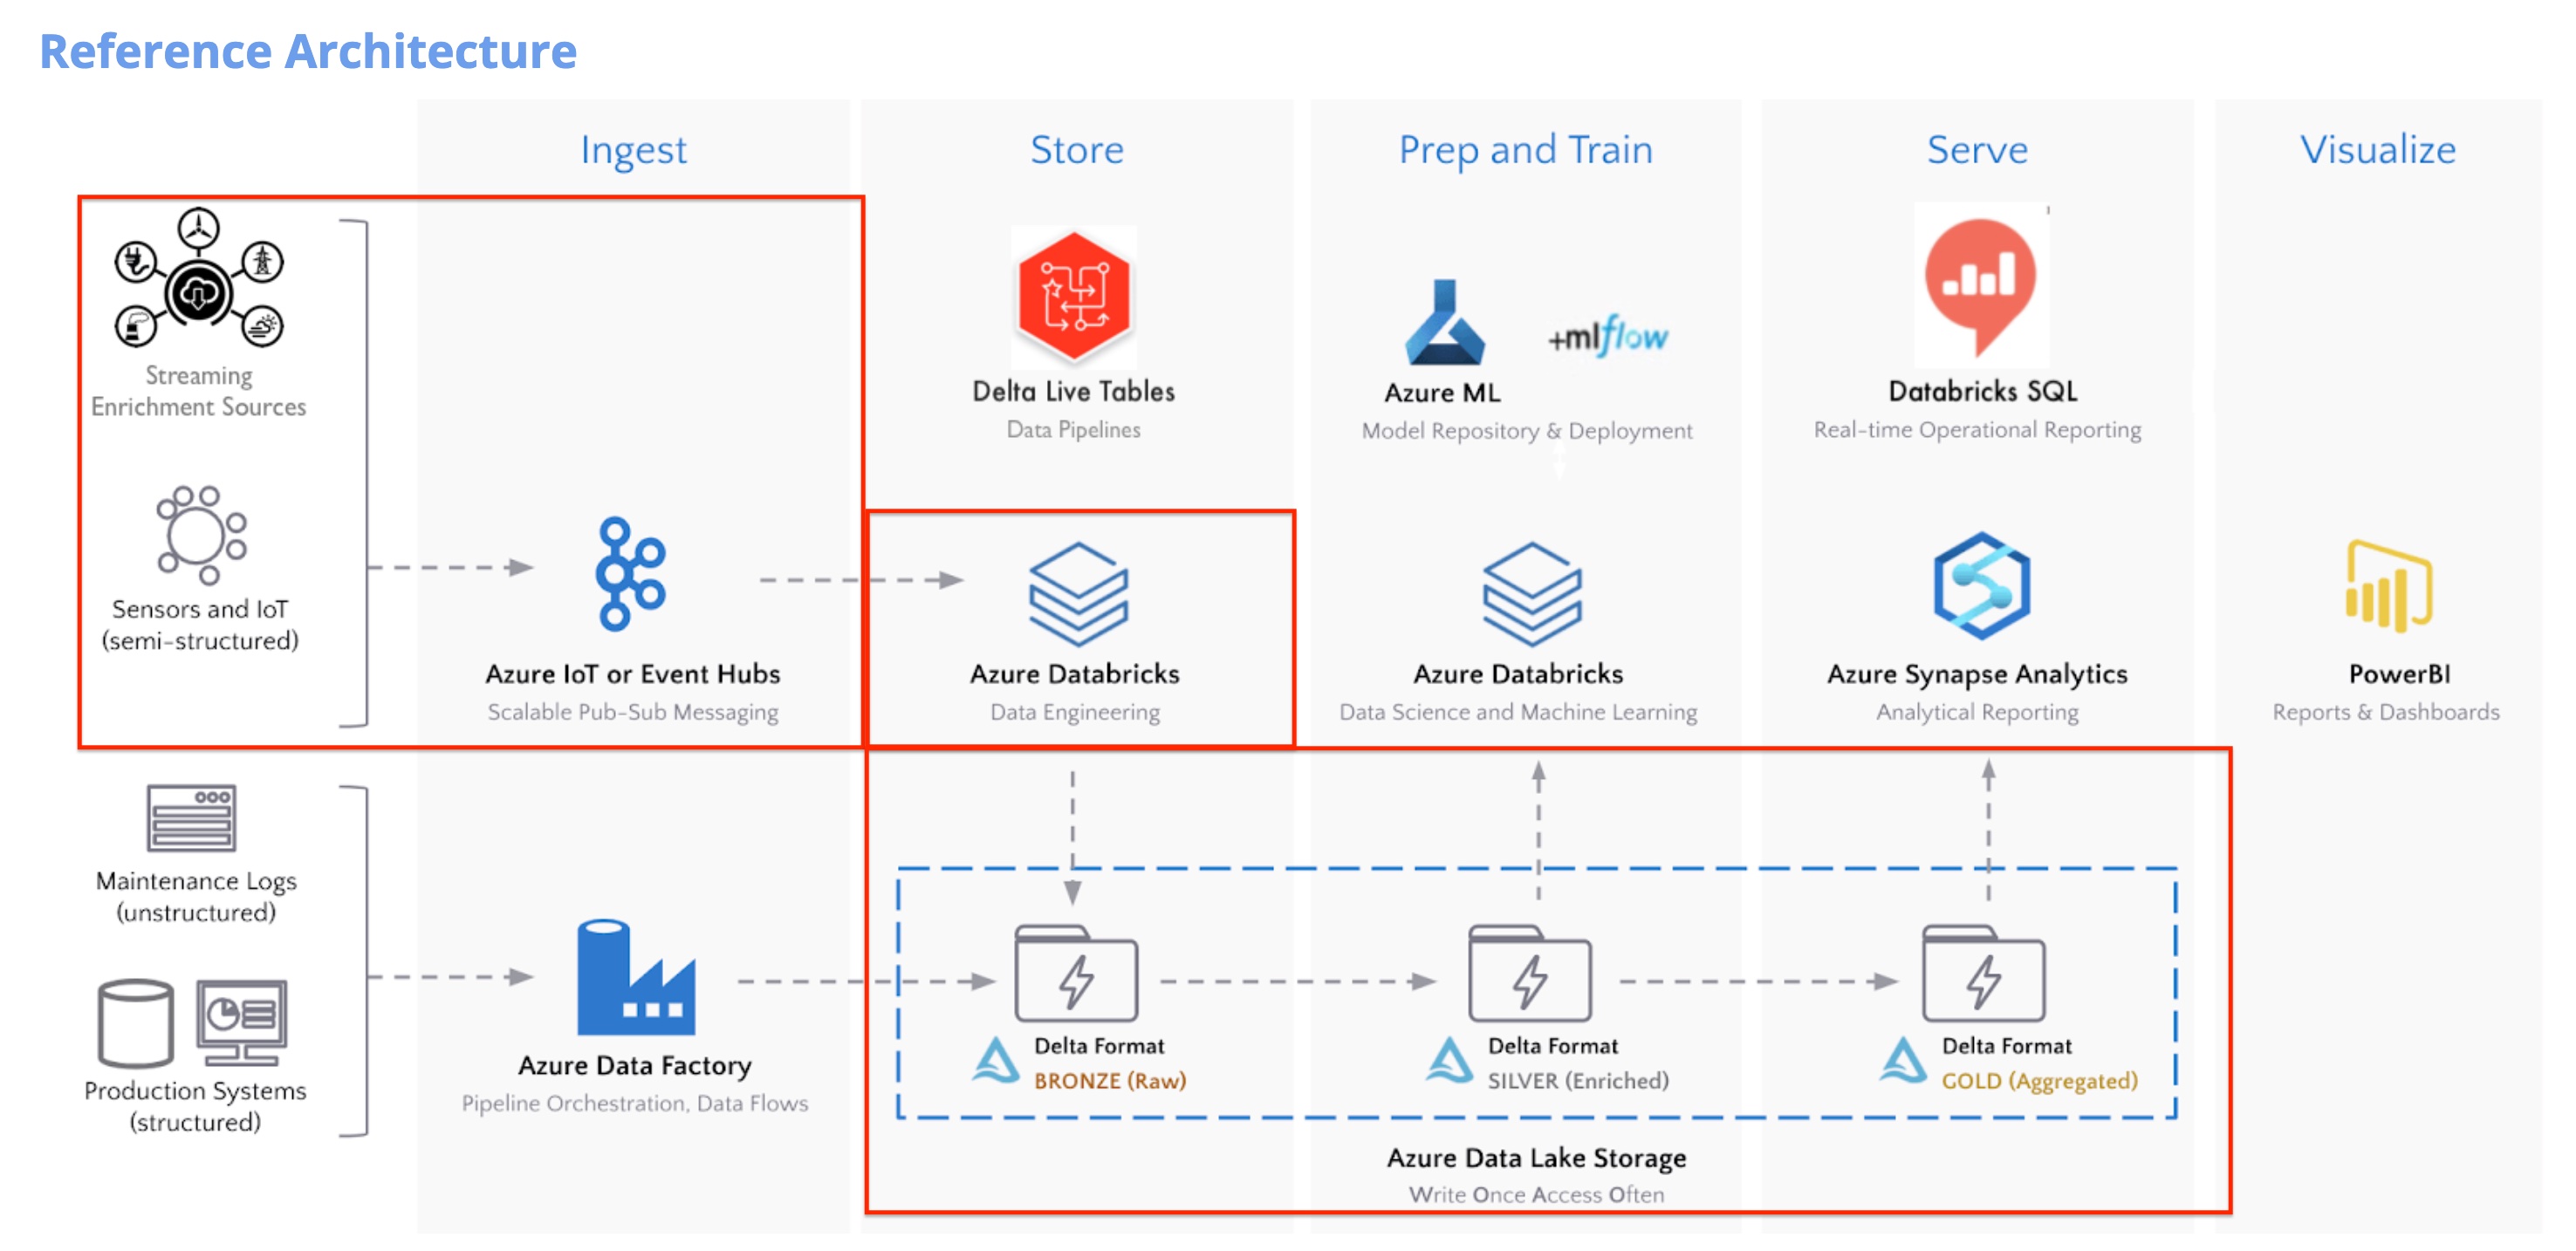 Reference Architecture
Ingest
Store
Prep and Train
Serve
Visualize
Streaming
Enrichment Sources
Sensors and IoT
(semi-structured)
Azure IoT or Event Hubs
Scalable Pub-Sub Messaging
Delta Live Tables
Data Pipelines
Azure Databricks
Data Engineering
+mlflow
Azure ML
Model Repository & Deployment
Azure Databricks
Data Science and Machine Learning
Databricks SQL
Real-time Operational Reporting
Azure Synapse Analytics
Analytical Reporting
PowerBI
Reports & Dashboards
Maintenance Logs
(unstructured)
Production Systems
(structured)
Azure Data Factory
Pipeline Orchestration, Data Flows
Delta Format
BRONZE (Raw)
Delta Format
SILVER (Enriched)
Delta Format
GOLD (Aggregated)
Azure Data Lake Storage
Write Once Access Often